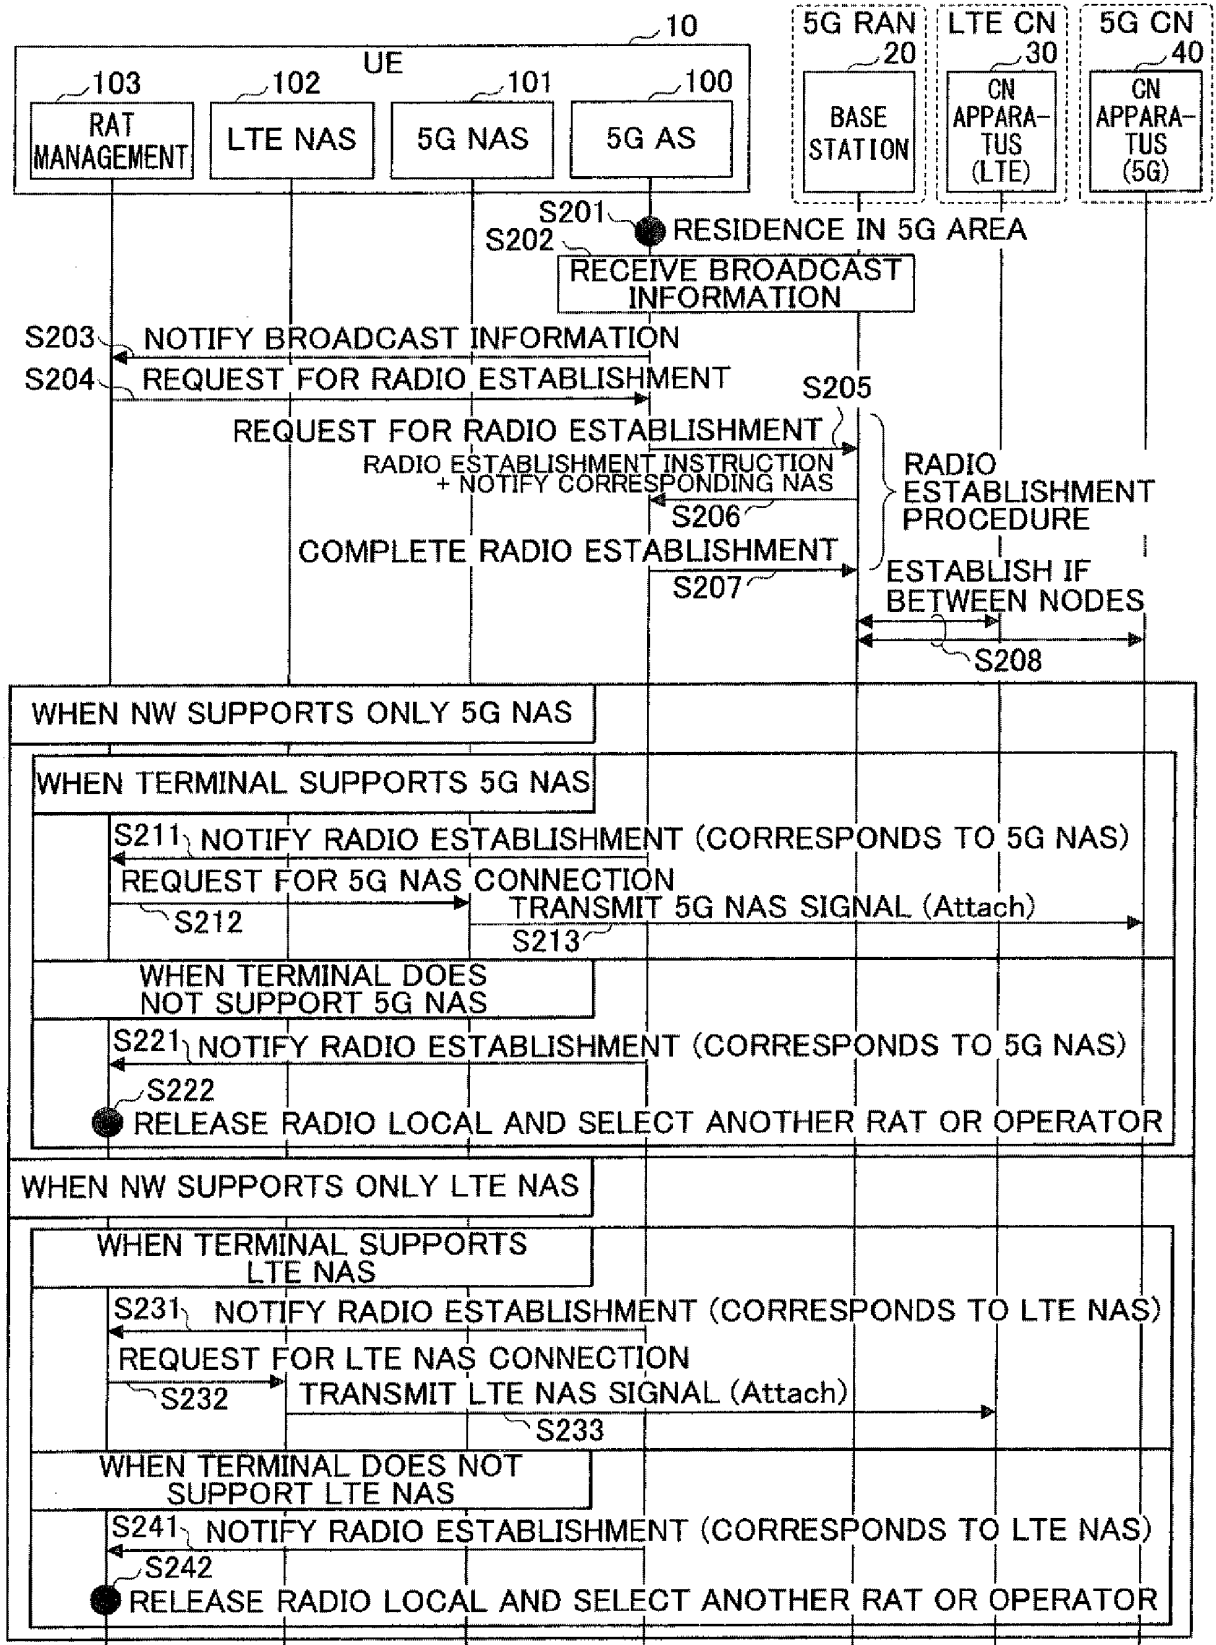 10
UE
103
102
101
100
RAT
MANAGEMENT
LTE NAS
5G NAS
5G AS
5G RAN
20
BASE
STATION
LTE CN
30
CN
APPARA-
TUS
(LTE)
5G CN
40
CN
APPARA-
TUS
(5G)
S201
RESIDENCE IN 5G AREA
S202
RECEIVE BROADCAST
INFORMATION
S203
NOTIFY BROADCAST INFORMATION
S204
REQUEST FOR RADIO ESTABLISHMENT
S205
REQUEST FOR RADIO ESTABLISHMENT
RADIO ESTABLISHMENT INSTRUCTION
+ NOTIFY CORRESPONDING NAS
S206
RADIO
ESTABLISHMENT
PROCEDURE
COMPLETE RADIO ESTABLISHMENT
S207
ESTABLISH IF
BETWEEN NODES
S208
WHEN NW SUPPORTS ONLY 5G NAS
WHEN TERMINAL SUPPORTS 5G NAS
S211
NOTIFY RADIO ESTABLISHMENT (CORRESPONDS TO 5G NAS)
REQUEST FOR 5G NAS CONNECTION
S212
TRANSMIT 5G NAS SIGNAL (Attach)
S213
WHEN TERMINAL DOES
NOT SUPPORT 5G NAS
S221
NOTIFY RADIO ESTABLISHMENT (CORRESPONDS TO 5G NAS)
S222
RELEASE RADIO LOCAL AND SELECT ANOTHER RAT OR OPERATOR
WHEN NW SUPPORTS ONLY LTE NAS
WHEN TERMINAL SUPPORTS
LTE NAS
S231
NOTIFY RADIO ESTABLISHMENT (CORRESPONDS TO LTE NAS)
REQUEST FOR LTE NAS CONNECTION
S232
TRANSMIT LTE NAS SIGNAL (Attach)
S233
WHEN TERMINAL DOES NOT
SUPPORT LTE NAS
S241
NOTIFY RADIO ESTABLISHMENT (CORRESPONDS TO LTE NAS)
S242
RELEASE RADIO LOCAL AND SELECT ANOTHER RAT OR OPERATOR